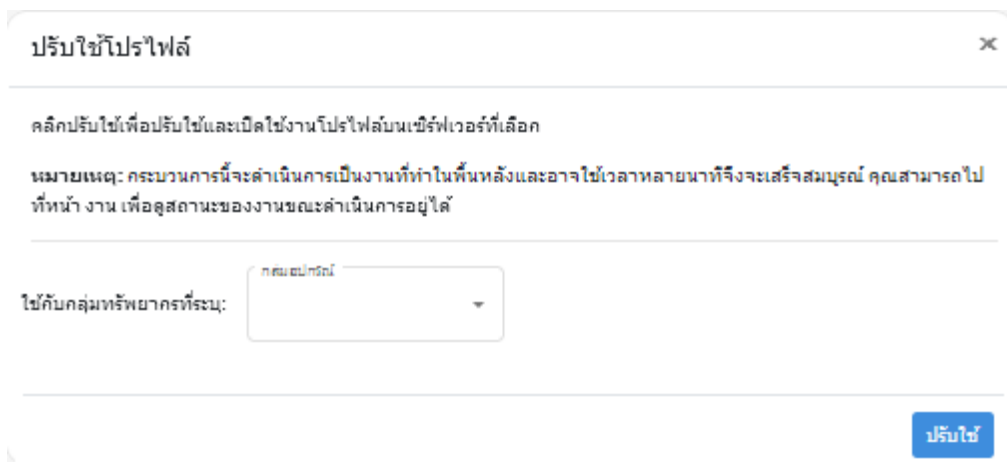 ปรับใช้โปรไฟล์
คลิกปรับใช้เพื่อปรับใช้และเปิดใช้งานโปรไฟล์บนเซิร์ฟเวอร์ที่เลือก
หมายเหตุ: กระบวนการนี้จะดำเนินการเป็นงานที่ทำในพื้นหลังและอาจใช้เวลาหลายนาทีจึงจะเสร็จสมบูรณ์ คุณสามารถไป
ที่หน้า งาน เพื่อดูสถานะของงานขณะดำเนินการอยู่ได้
กลุ่มอุปกรณ์
ใช้กับกลุ่มทรัพยากรที่ระบุ:
ปรับใช้